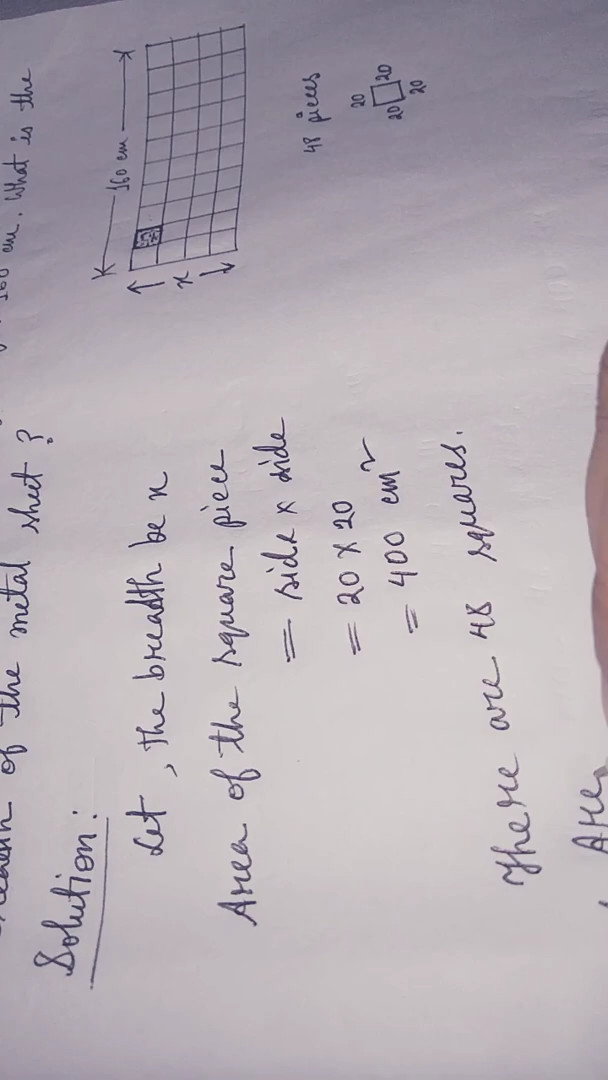 160 cm. What is the
of the metal sheet ?
Solution:
160 cm
x
48 pieces
20
20
20
20
Let, the breadth be x
Area of the square piece
= side x side
= 20 x 20
= 400 cm²
There are 48 squares.